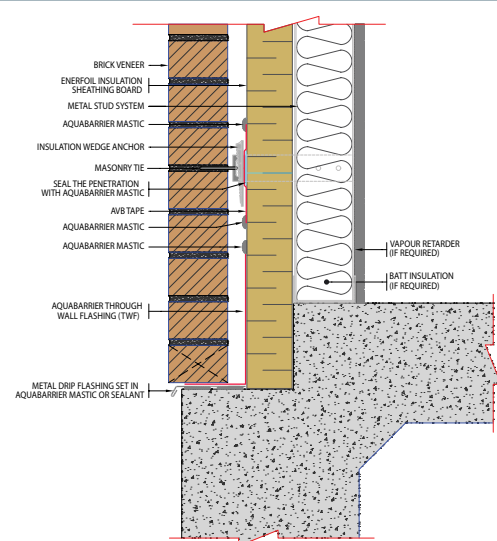 BRICK VENEER
ENERFOIL INSULATION
SHEATHING BOARD
METAL STUD SYSTEM
AQUABARRIER MASTIC
INSULATION WEDGE ANCHOR
MASONRY TIE
SEAL THE PENETRATION
WITH AQUABARRIER MASTIC
AVB TAPE
AQUABARRIER MASTIC
AQUABARRIER MASTIC
VAPOUR RETARDER
(IF REQUIRED)
BATT INSULATION
(IF REQUIRED)
AQUABARRIER THROUGH
WALL FLASHING (TWF)
METAL DRIP FLASHING SET IN
AQUABARRIER MASTIC OR SEALANT